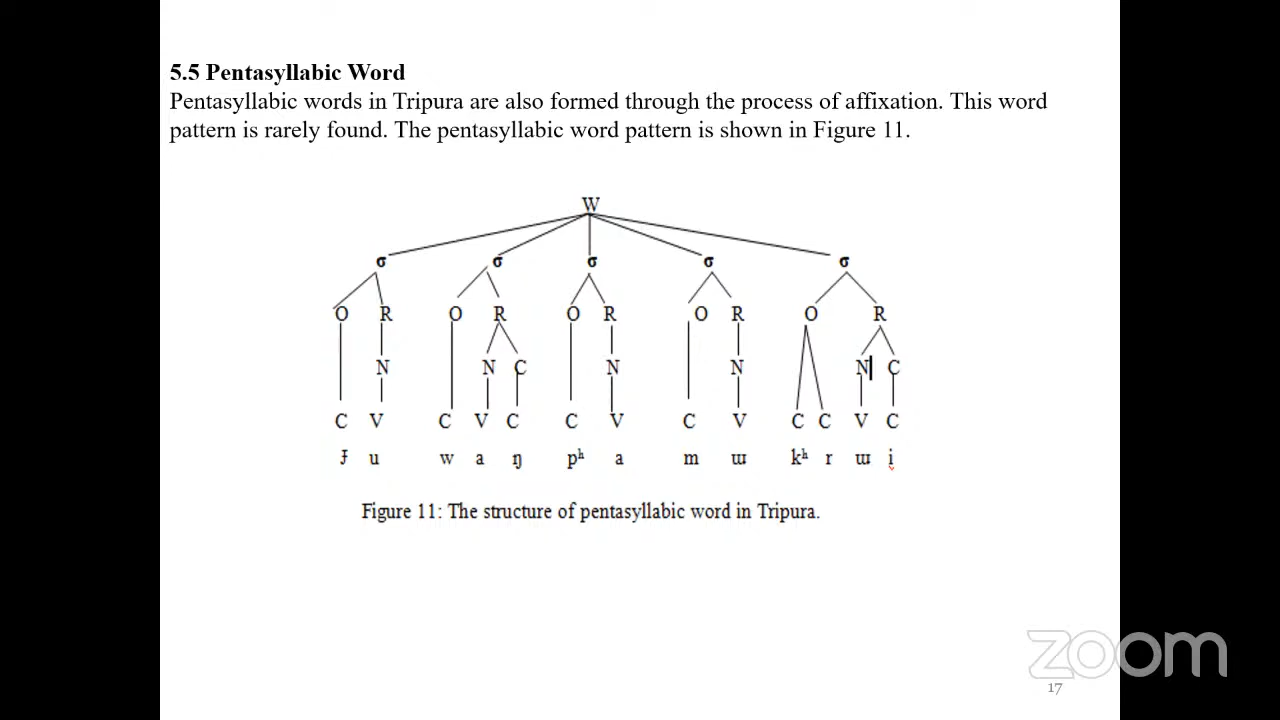 5.5 Pentasyllabic Word
Pentasyllabic words in Tripura are also formed through the process of affixation. This word
pattern is rarely found. The pentasyllabic word pattern is shown in Figure 11.
W
σ σ σ σ σ
O R O R O R O R O R
N N C N N N C
C V C V C C V C V C C V C
ɟ u w a ŋ pʰ a m ɯ kʰ r ɯ i̯
Figure 11: The structure of pentasyllabic word in Tripura.
zoom
17